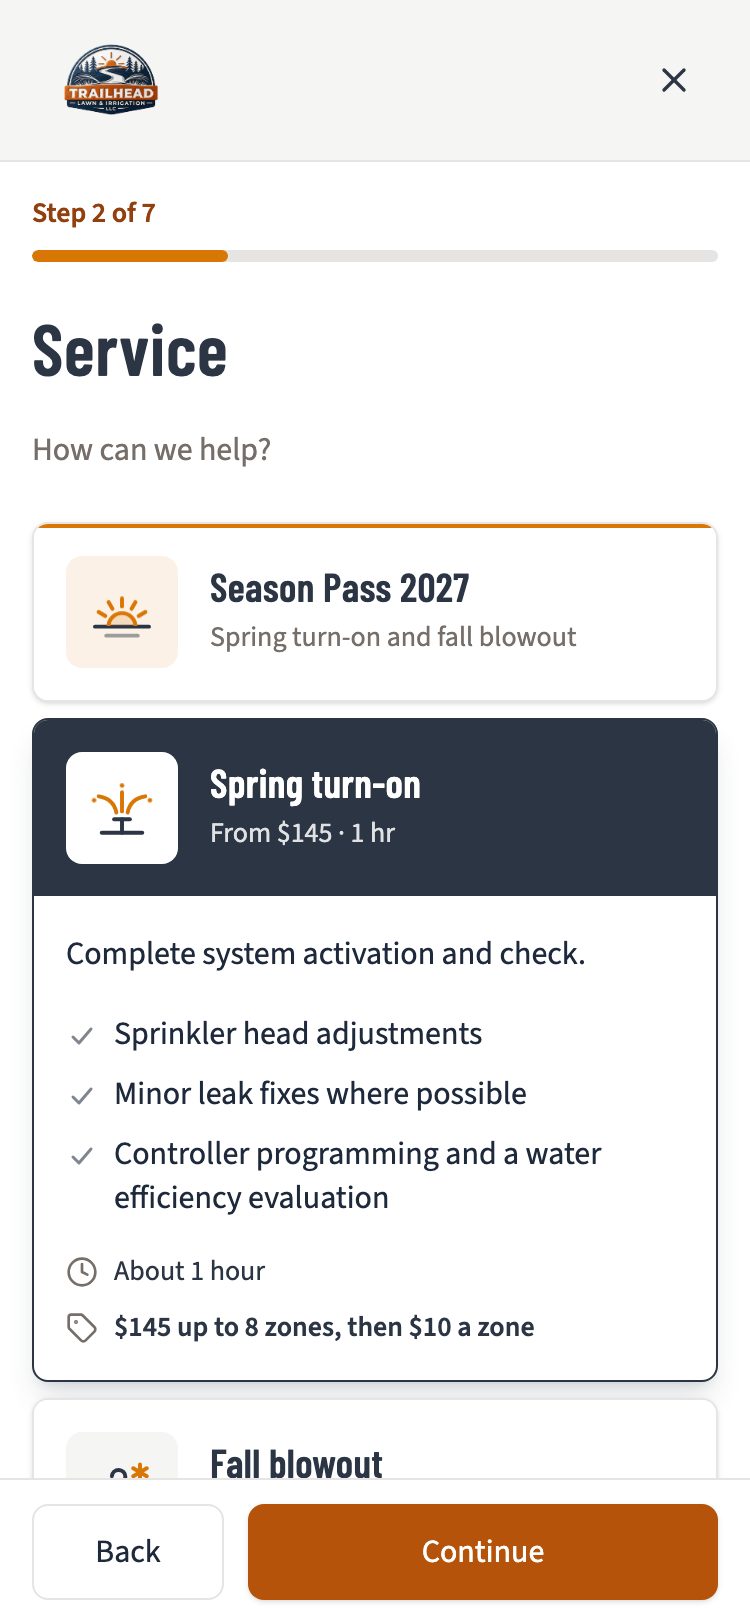 TRAILHEAD
LAWN & IRRIGATION
LLC
Step 2 of 7
Service
How can we help?
Season Pass 2027
Spring turn-on and fall blowout
Spring turn-on
From $145 · 1 hr
Complete system activation and check.
Sprinkler head adjustments
Minor leak fixes where possible
Controller programming and a water
efficiency evaluation
About 1 hour
$145 up to 8 zones, then $10 a zone
Fall blowout
Back
Continue